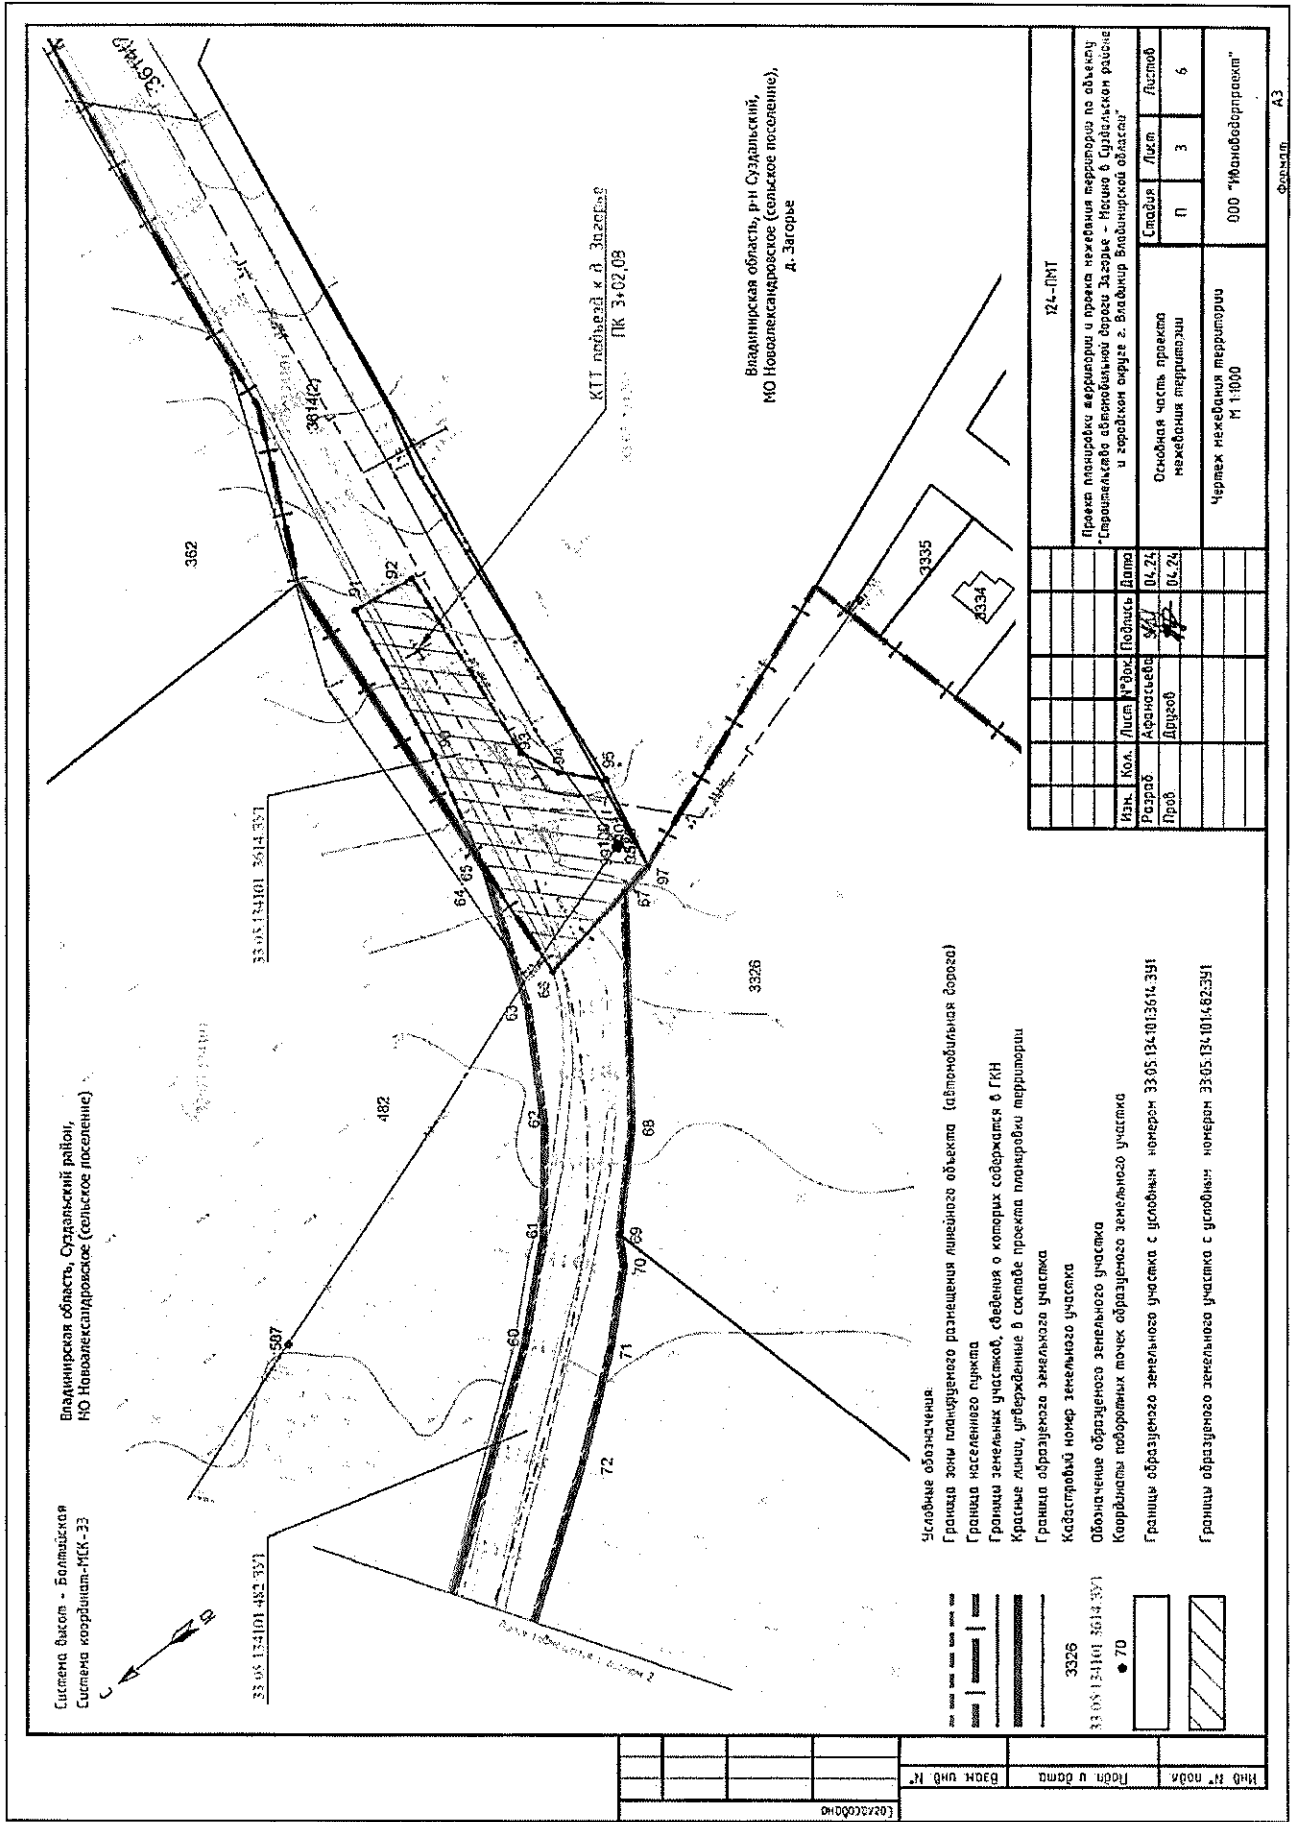 Система высот - Балтийская
Система координат-МСК-33
С
Ю
Владимирская область, Суздальский район,
МО Новоалександровское (сельское поселение)
33:05:134101:482:ЗУ1
33:05:134101:3614:ЗУ1
587
482
362
3614(2)
КТТ подъезд к д. Загорье
ПК 3+02,08
Владимирская область, р-н Суздальский,
МО Новоалександровское (сельское поселение),
д. Загорье
60
61
62
63
64
65
66
67
68
69
70
71
72
90
91
92
93
94
95
97
3326
3334
3335
Условные обозначения:
Граница зоны планируемого размещения линейного объекта (автомобильная дорога)
Граница населенного пункта
Границы земельных участков, сведения о которых содержатся в ГКН
Красные линии, утвержденные в составе проекта планировки территории
Граница образуемого земельного участка
3326 Кадастровый номер земельного участка
33:05:134101:3614:ЗУ1 Обозначение образуемого земельного участка
70 Координаты поворотных точек образуемого земельного участка
Границы образуемого земельного участка с условным номером 33:05:134101:3614:ЗУ1
Границы образуемого земельного участка с условным номером 33:05:134101:482:ЗУ1
124-ПМТ
Проект планировки территории и проект межевания территории по объекту
"Строительство автомобильной дороги Загорье - Мосино в Суздальском районе
и городском округе г. Владимир Владимирской области"
Изм. Кол. Лист №док. Подпись Дата
Разраб. Афанасьева 04.24
Пров. Другов 04.24
Основная часть проекта
межевания территории
Стадия Лист Листов
П 3 6
Чертеж межевания территории
М 1:1000
ООО "Ивановодорпроект"
Формат А3
Согласовано
Взам. инв. №
Подп. и дата
Инв. № подл.